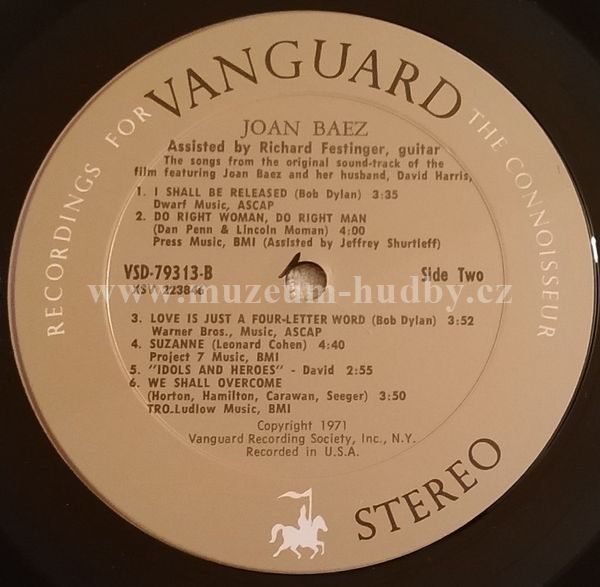 RECORDINGS FOR VANGUARD THE CONNOISSEUR
JOAN BAEZ
Assisted by Richard Festinger, guitar
The songs from the original sound-track of the
film featuring Joan Baez and her husband, David Harris,
1. I SHALL BE RELEASED (Bob Dylan) 3:35
Dwarf Music, ASCAP
2. DO RIGHT WOMAN, DO RIGHT MAN
(Dan Penn & Lincoln Moman) 4:00
Press Music, BMI (Assisted by Jeffrey Shurtleff)
VSD-79313-B Side Two
XSV 223846
www.muzeum-hudby.cz
3. LOVE IS JUST A FOUR-LETTER WORD (Bob Dylan) 3:52
Warner Bros., Music, ASCAP
4. SUZANNE (Leonard Cohen) 4:40
Project 7 Music, BMI
5. "IDOLS AND HEROES" - David 2:55
6. WE SHALL OVERCOME
(Horton, Hamilton, Carawan, Seeger) 3:50
TRO-Ludlow Music, BMI
Copyright 1971
Vanguard Recording Society, Inc., N.Y.
Recorded in U.S.A.
STEREO